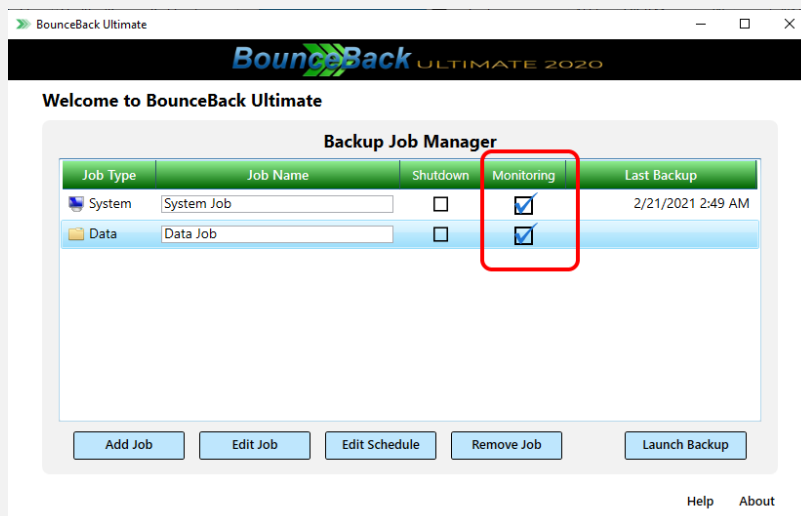 BounceBack Ultimate
BounceBack ULTIMATE 2020
Welcome to BounceBack Ultimate
Backup Job Manager
Job Type Job Name Shutdown Monitoring Last Backup
System System Job 2/21/2021 2:49 AM
Data Data Job
Add Job Edit Job Edit Schedule Remove Job Launch Backup
Help About